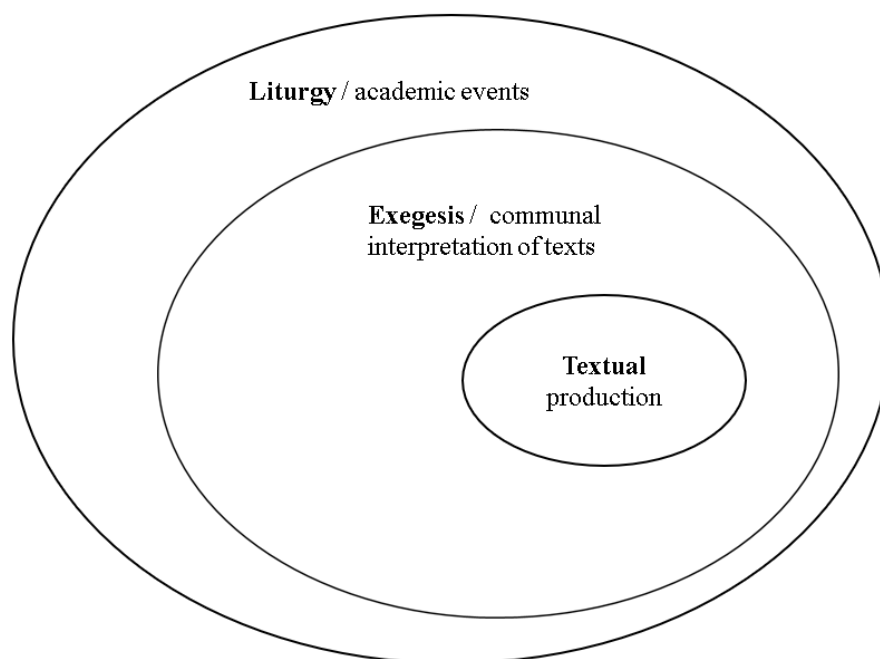 Liturgy / academic events
Exegesis / communal
interpretation of texts
Textual
production